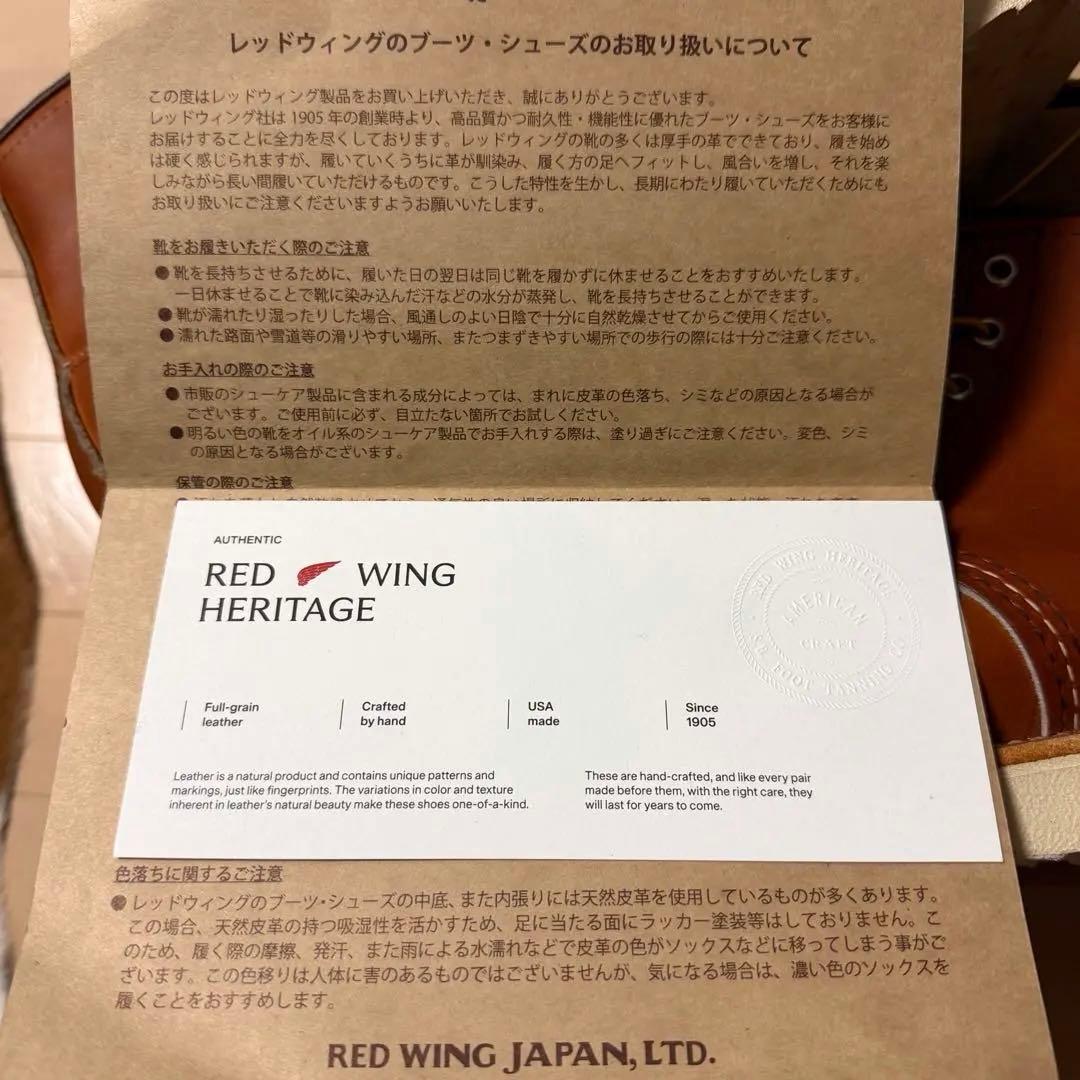 レッドウィングのブーツ・シューズのお取り扱いについて
この度はレッドウィング製品をお買い上げいただき、誠にありがとうございます。
レッドウィング社は1905年の創業時より、高品質かつ耐久性・機能性に優れたブーツ・シューズをお客様に
お届けすることに全力を尽くしております。レッドウィングの靴の多くは厚手の革でできており、履き始め
は硬く感じられますが、履いていくうちに革が馴染み、履く方の足へフィットし、風合いを増し、それを楽
しみながら長い間履いていただけるものです。こうした特性を生かし、長期にわたり履いていただくためにも
お取り扱いにご注意くださいますようお願いいたします。
靴をお履きいただく際のご注意
●靴を長持ちさせるために、履いた日の翌日は同じ靴を履かずに休ませることをおすすめいたします。
一日休ませることで靴に染み込んだ汗などの水分が蒸発し、靴を長持ちさせることができます。
●靴が濡れたり湿ったりした場合、風通しのよい日陰で十分に自然乾燥させてからご使用ください。
●濡れた路面や雪道等の滑りやすい場所、またつまずきやすい場所での歩行の際には十分ご注意ください。
お手入れの際のご注意
●市販のシューケア製品に含まれる成分によっては、まれに皮革の色落ち、シミなどの原因となる場合が
ございます。ご使用前に必ず、目立たない箇所でお試しください。
●明るい色の靴をオイル系のシューケア製品でお手入れする際は、塗り過ぎにご注意ください。変色、シミ
の原因となる場合がございます。
保管の際のご注意
AUTHENTIC
RED WING
HERITAGE
RED WING HERITAGE
AMERICAN
CRAFT
S.B. FOOT TANNING CO
Full-grain
leather
Crafted
by hand
USA
made
Since
1905
Leather is a natural product and contains unique patterns and
markings, just like fingerprints. The variations in color and texture
inherent in leather's natural beauty make these shoes one-of-a-kind.
These are hand-crafted, and like every pair
made before them, with the right care, they
will last for years to come.
色落ちに関するご注意
●レッドウィングのブーツ・シューズの中底、また内張りには天然皮革を使用しているものが多くあります。
この場合、天然皮革の持つ吸湿性を活かすため、足に当たる面にラッカー塗装等はしておりません。こ
のため、履く際の摩擦、発汗、また雨による水濡れなどで皮革の色がソックスなどに移ってしまう事がご
ざいます。この色移りは人体に害のあるものではございませんが、気になる場合は、濃い色のソックスを
履くことをおすすめします。
RED WING JAPAN, LTD.